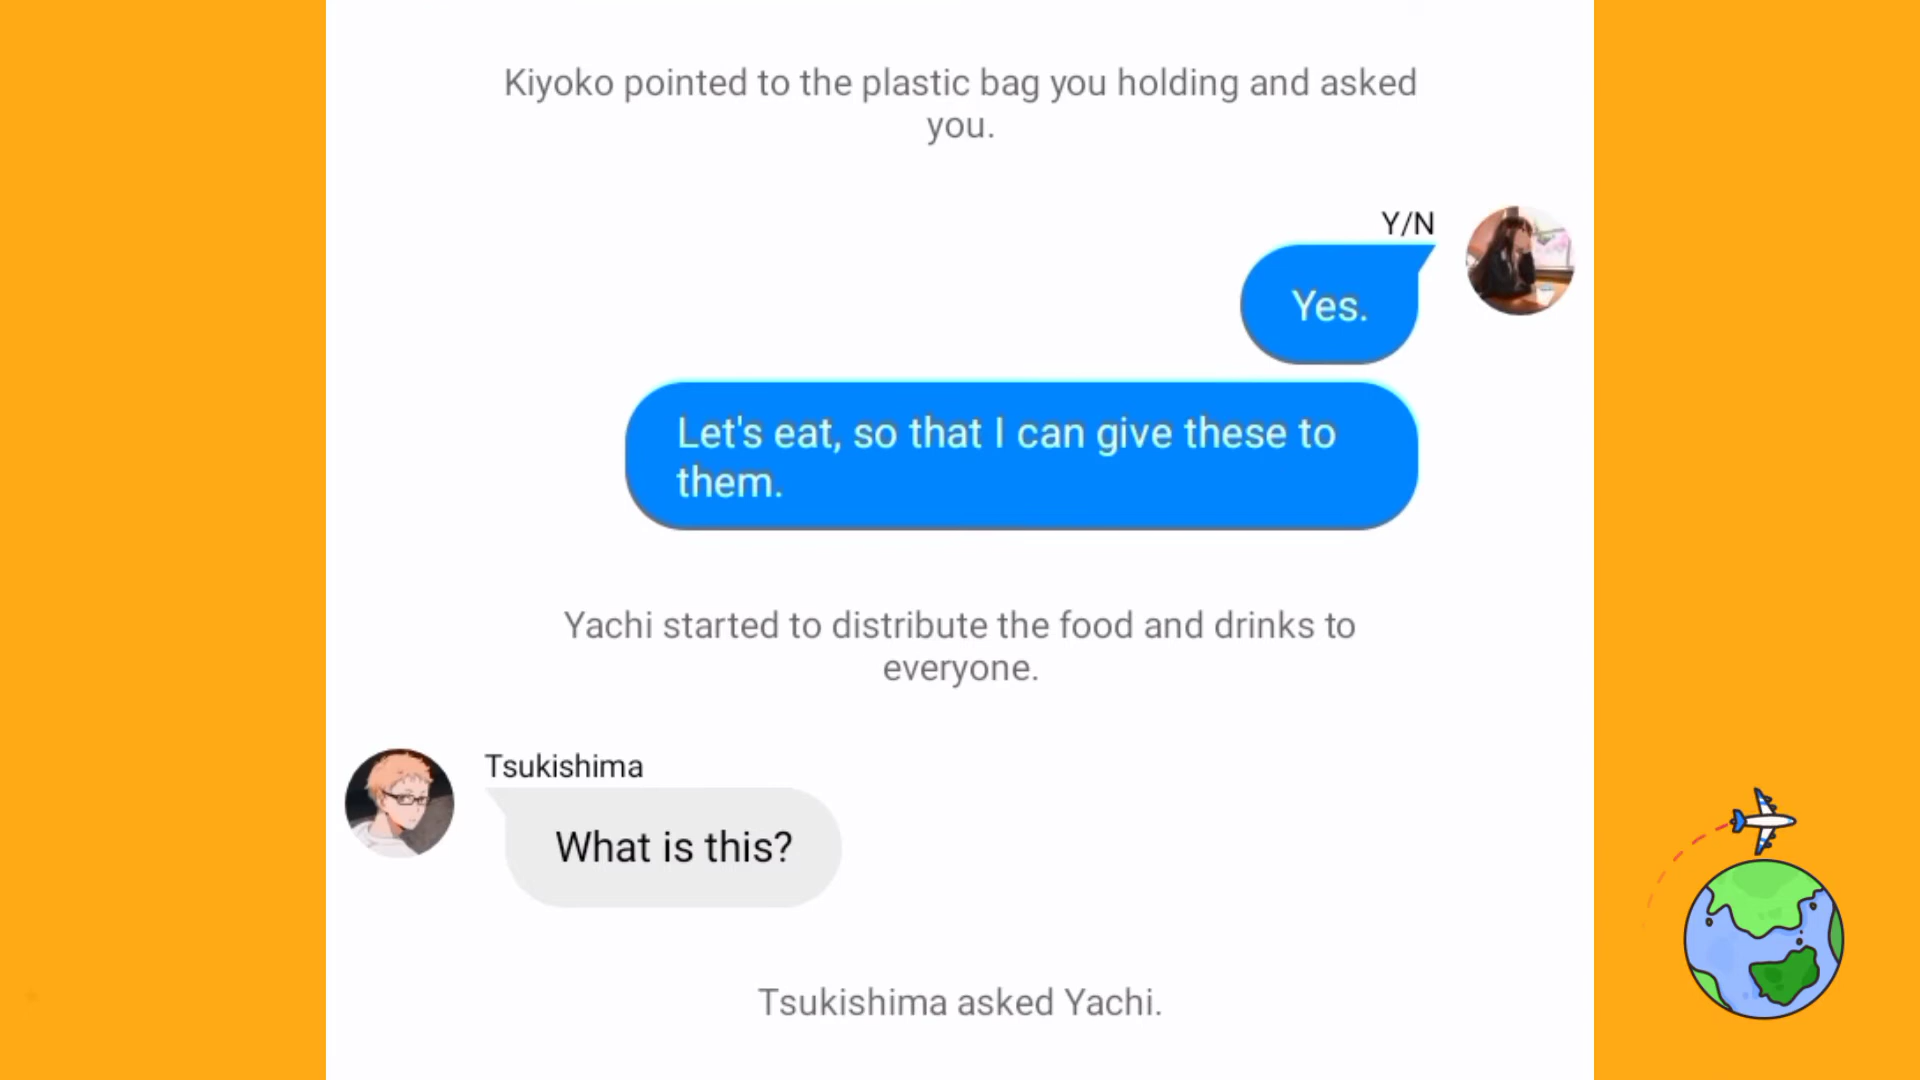 Kiyoko pointed to the plastic bag you holding and asked
you.
Y/N
Yes.
Let's eat, so that I can give these to
them.
Yachi started to distribute the food and drinks to
everyone.
Tsukishima
What is this?
Tsukishima asked Yachi.